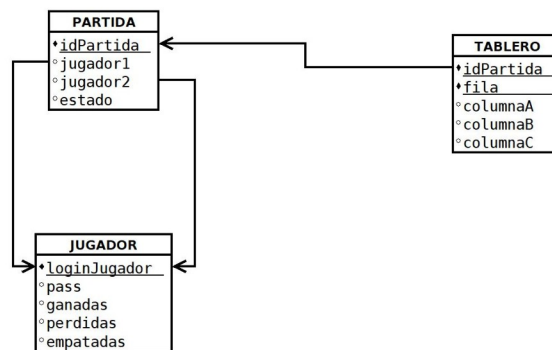 PARTIDA
idPartida
jugador1
jugador2
estado
TABLERO
idPartida
fila
columnaA
columnaB
columnaC
JUGADOR
loginJugador
pass
ganadas
perdidas
empatadas